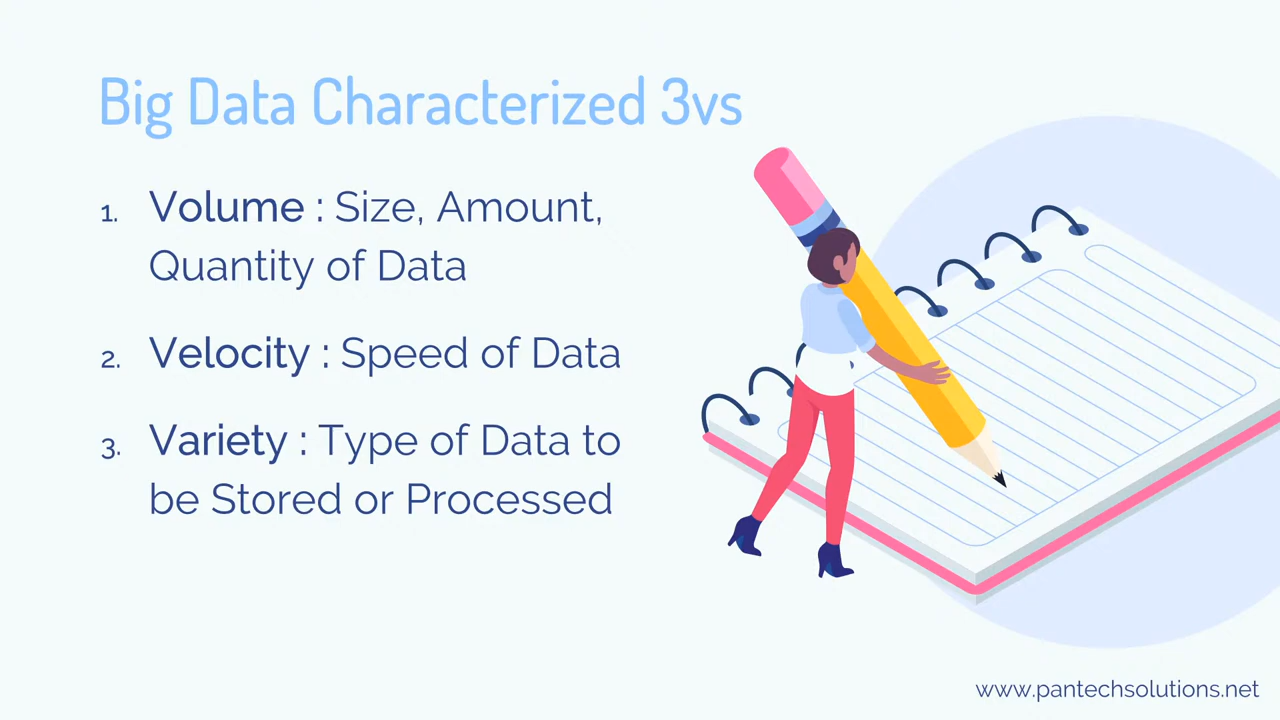 Big Data Characterized 3vs
1. Volume : Size, Amount,
Quantity of Data
2. Velocity : Speed of Data
3. Variety : Type of Data to
be Stored or Processed
www.pantechsolutions.net